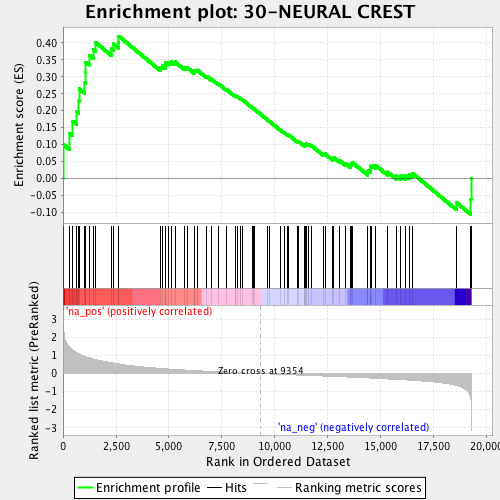 Enrichment plot: 30-NEURAL CREST
Enrichment score (ES)
0.40
0.35
0.30
0.25
0.20
0.15
0.10
0.05
0.00
-0.05
-0.10
'na_pos' (positively correlated)
Ranked list metric (PreRanked)
3
2
1
0
-1
-2
-3
Zero cross at 9354
'na_neg' (negatively correlated)
0 2,500 5,000 7,500 10,000 12,500 15,000 17,500 20,000
Rank in Ordered Dataset
Enrichment profile Hits Ranking metric scores